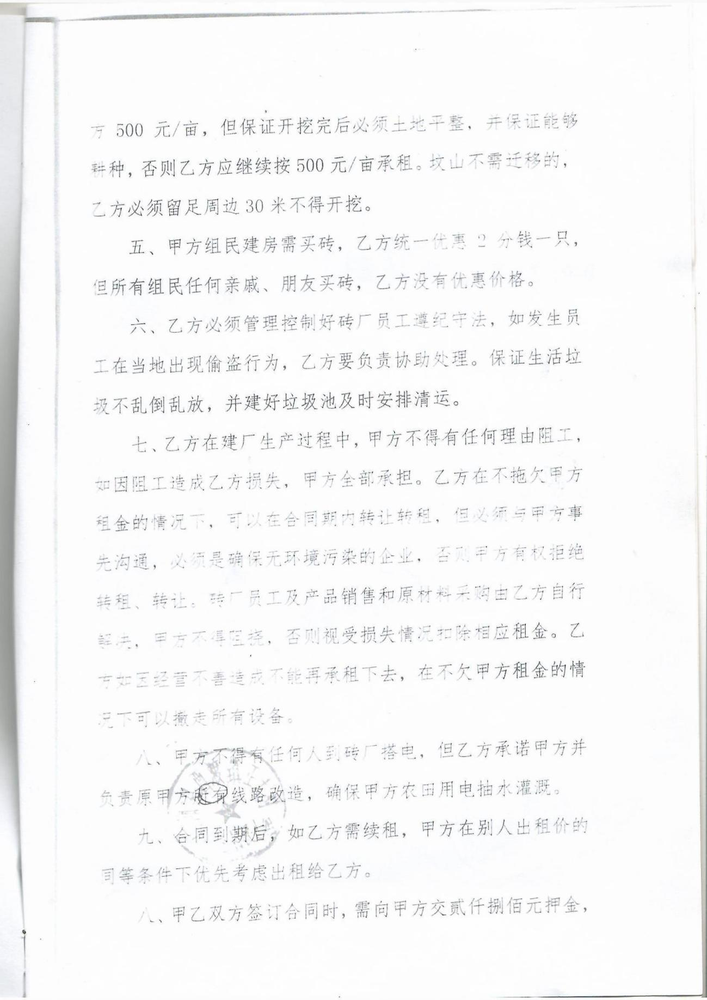 方 500 元/亩，但保证开挖完后必须土地平整，并保证能够
耕种，否则乙方应继续按 500 元/亩承租。坟山不需迁移的，
乙方必须留足周边 30 米不得开挖。
五、甲方组民建房需买砖，乙方统一优惠 2 分钱一只，
但所有组民任何亲戚、朋友买砖，乙方没有优惠价格。
六、乙方必须管理控制好砖厂员工遵纪守法，如发生员
工在当地出现偷盗行为，乙方要负责协助处理。保证生活垃
圾不乱倒乱放，并建好垃圾池及时安排清运。
七、乙方在建厂生产过程中，甲方不得有任何理由阻工，
如因阻工造成乙方损失，甲方全部承担。乙方在不拖欠甲方
租金的情况下，可以在合同期内转让转租，但必须与甲方事
先沟通，必须是确保无环境污染的企业，否则甲方有权拒绝
转租、转让。砖厂员工及产品销售和原材料采购由乙方自行
解决，甲方不得阻挠，否则视受损失情况扣除相应租金。乙
方如因经营不善造成不能再承租下去，在不欠甲方租金的情
况下可以撤走所有设备。
八、甲方不得有任何人到砖厂搭电，但乙方承诺甲方并
负责原甲方所有线路改造，确保甲方农田用电抽水灌溉。
九、合同到期后，如乙方需续租，甲方在别人出租价的
同等条件下优先考虑出租给乙方。
八、甲乙双方签订合同时，需向甲方交贰仟捌佰元押金，